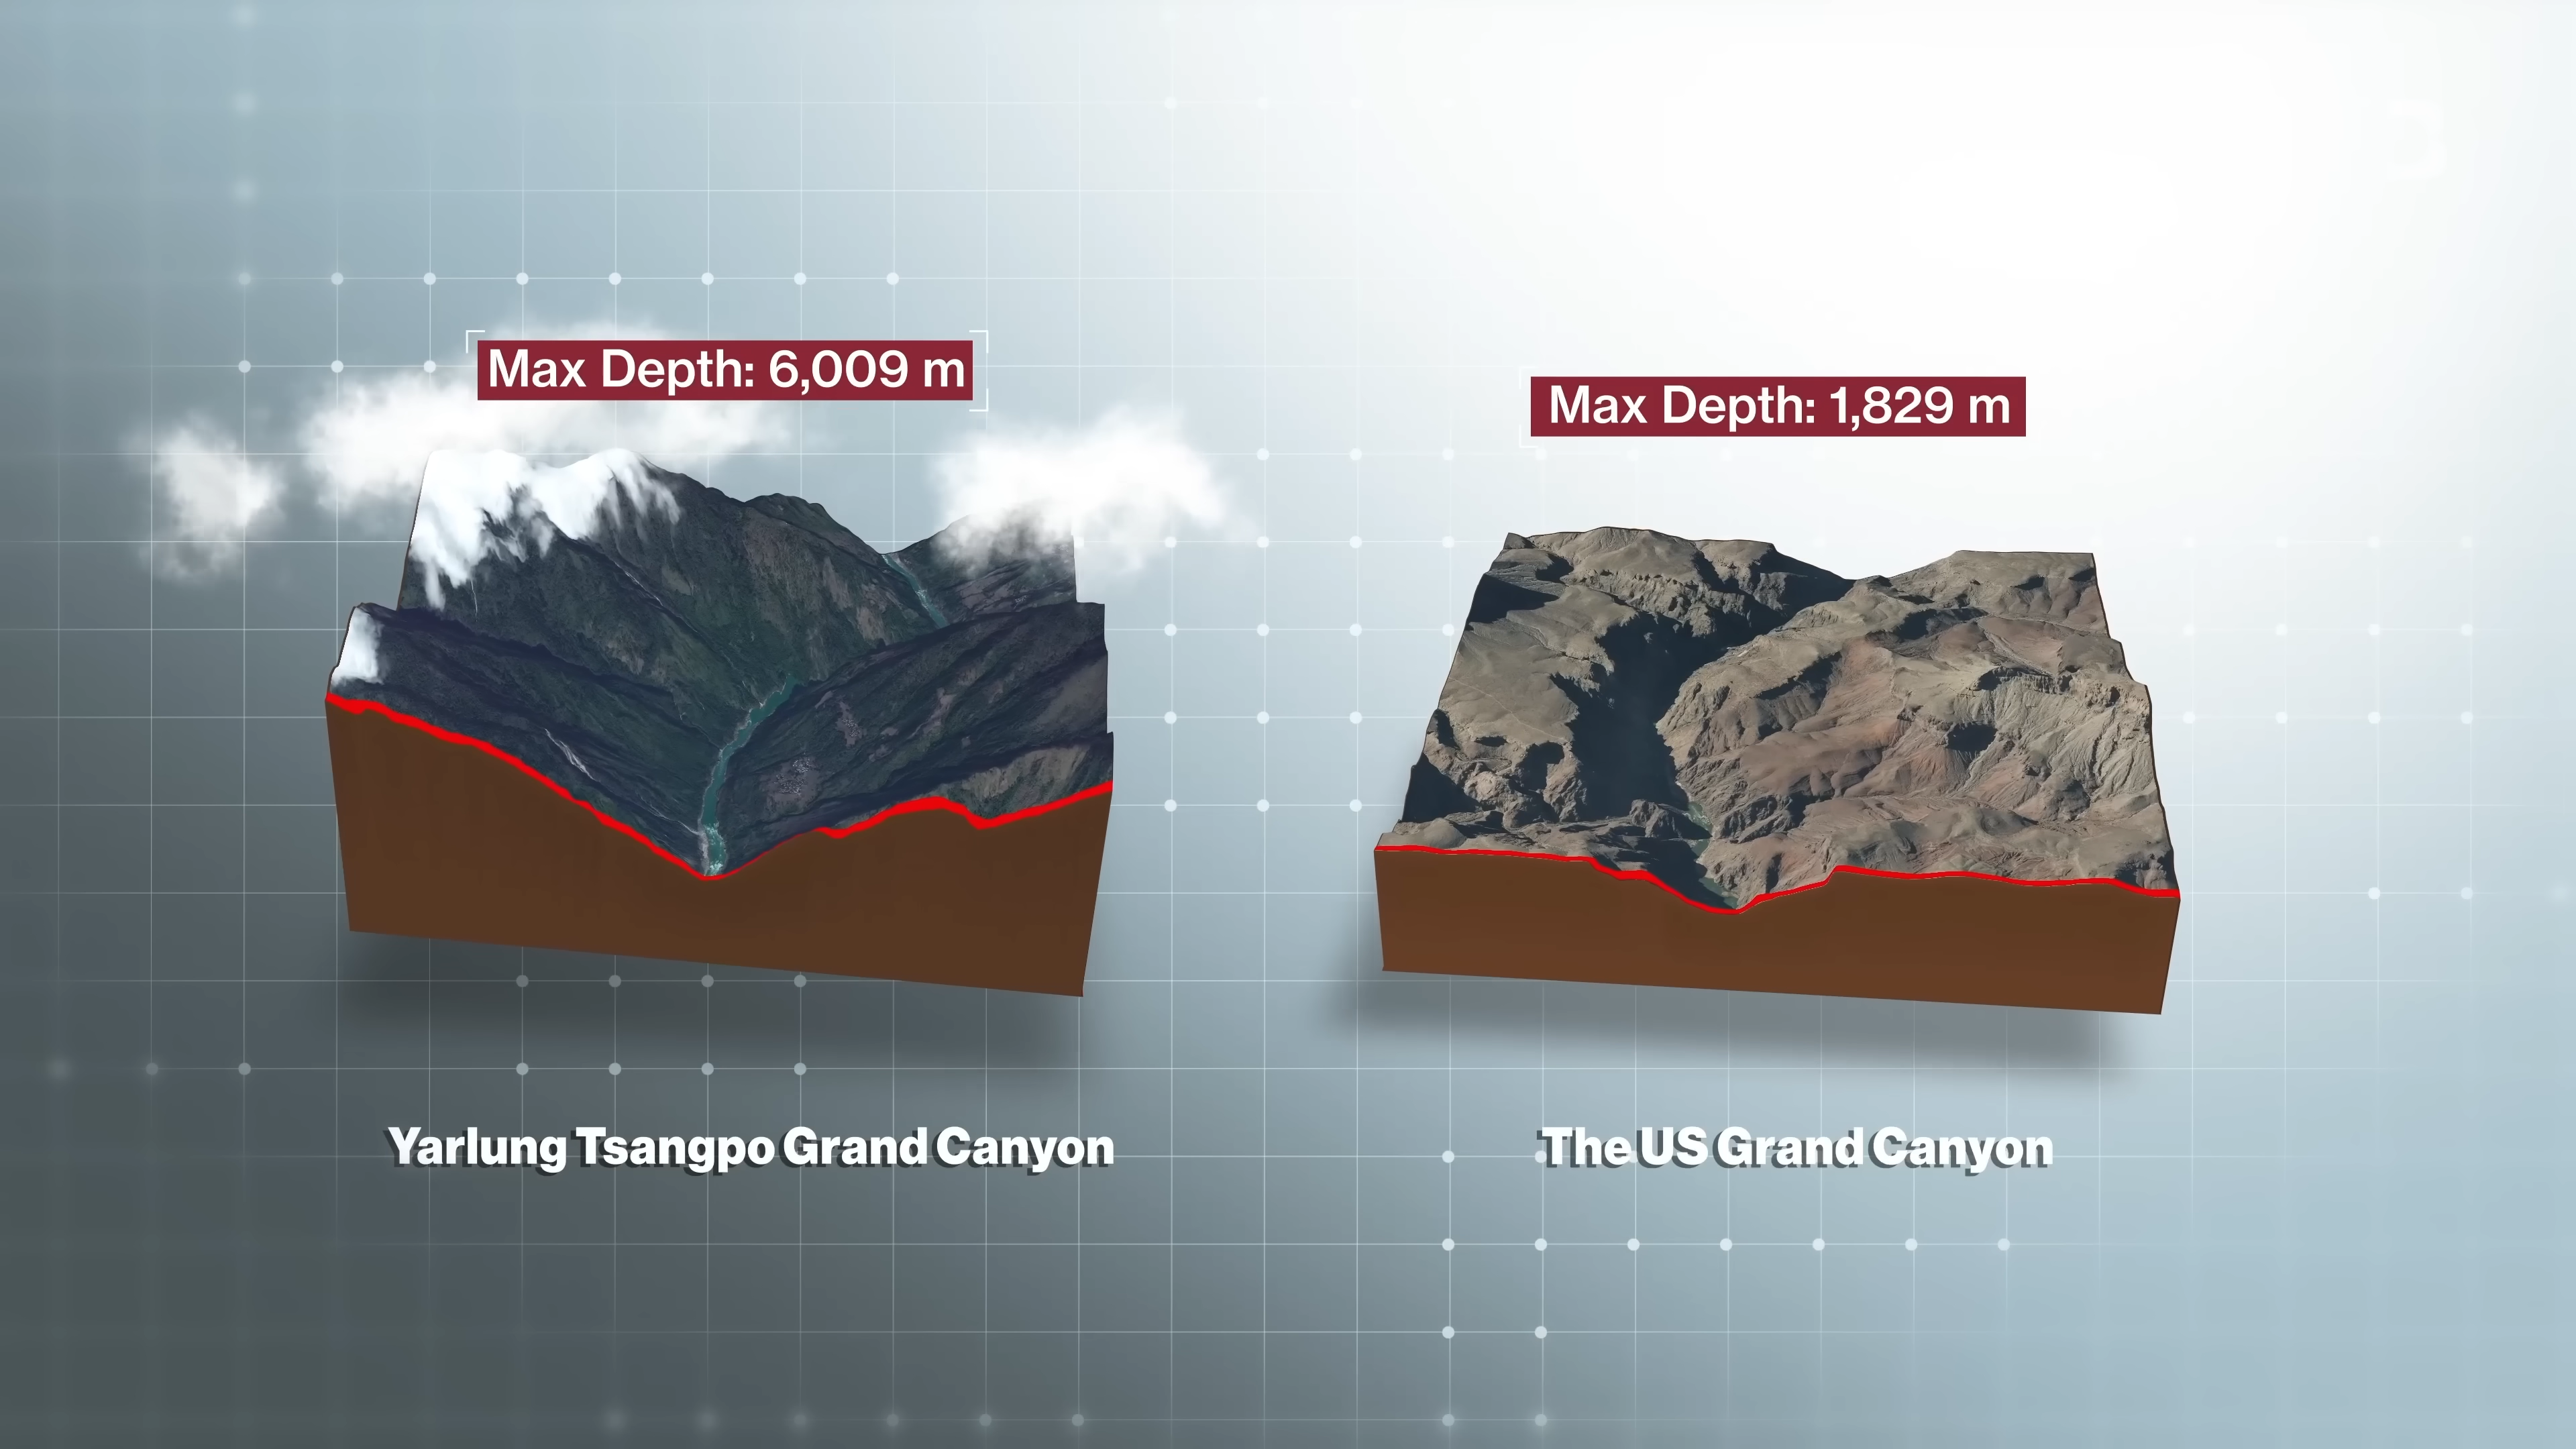 Max Depth: 6,009 m
Max Depth: 1,829 m
Yarlung Tsangpo Grand Canyon
The US Grand Canyon